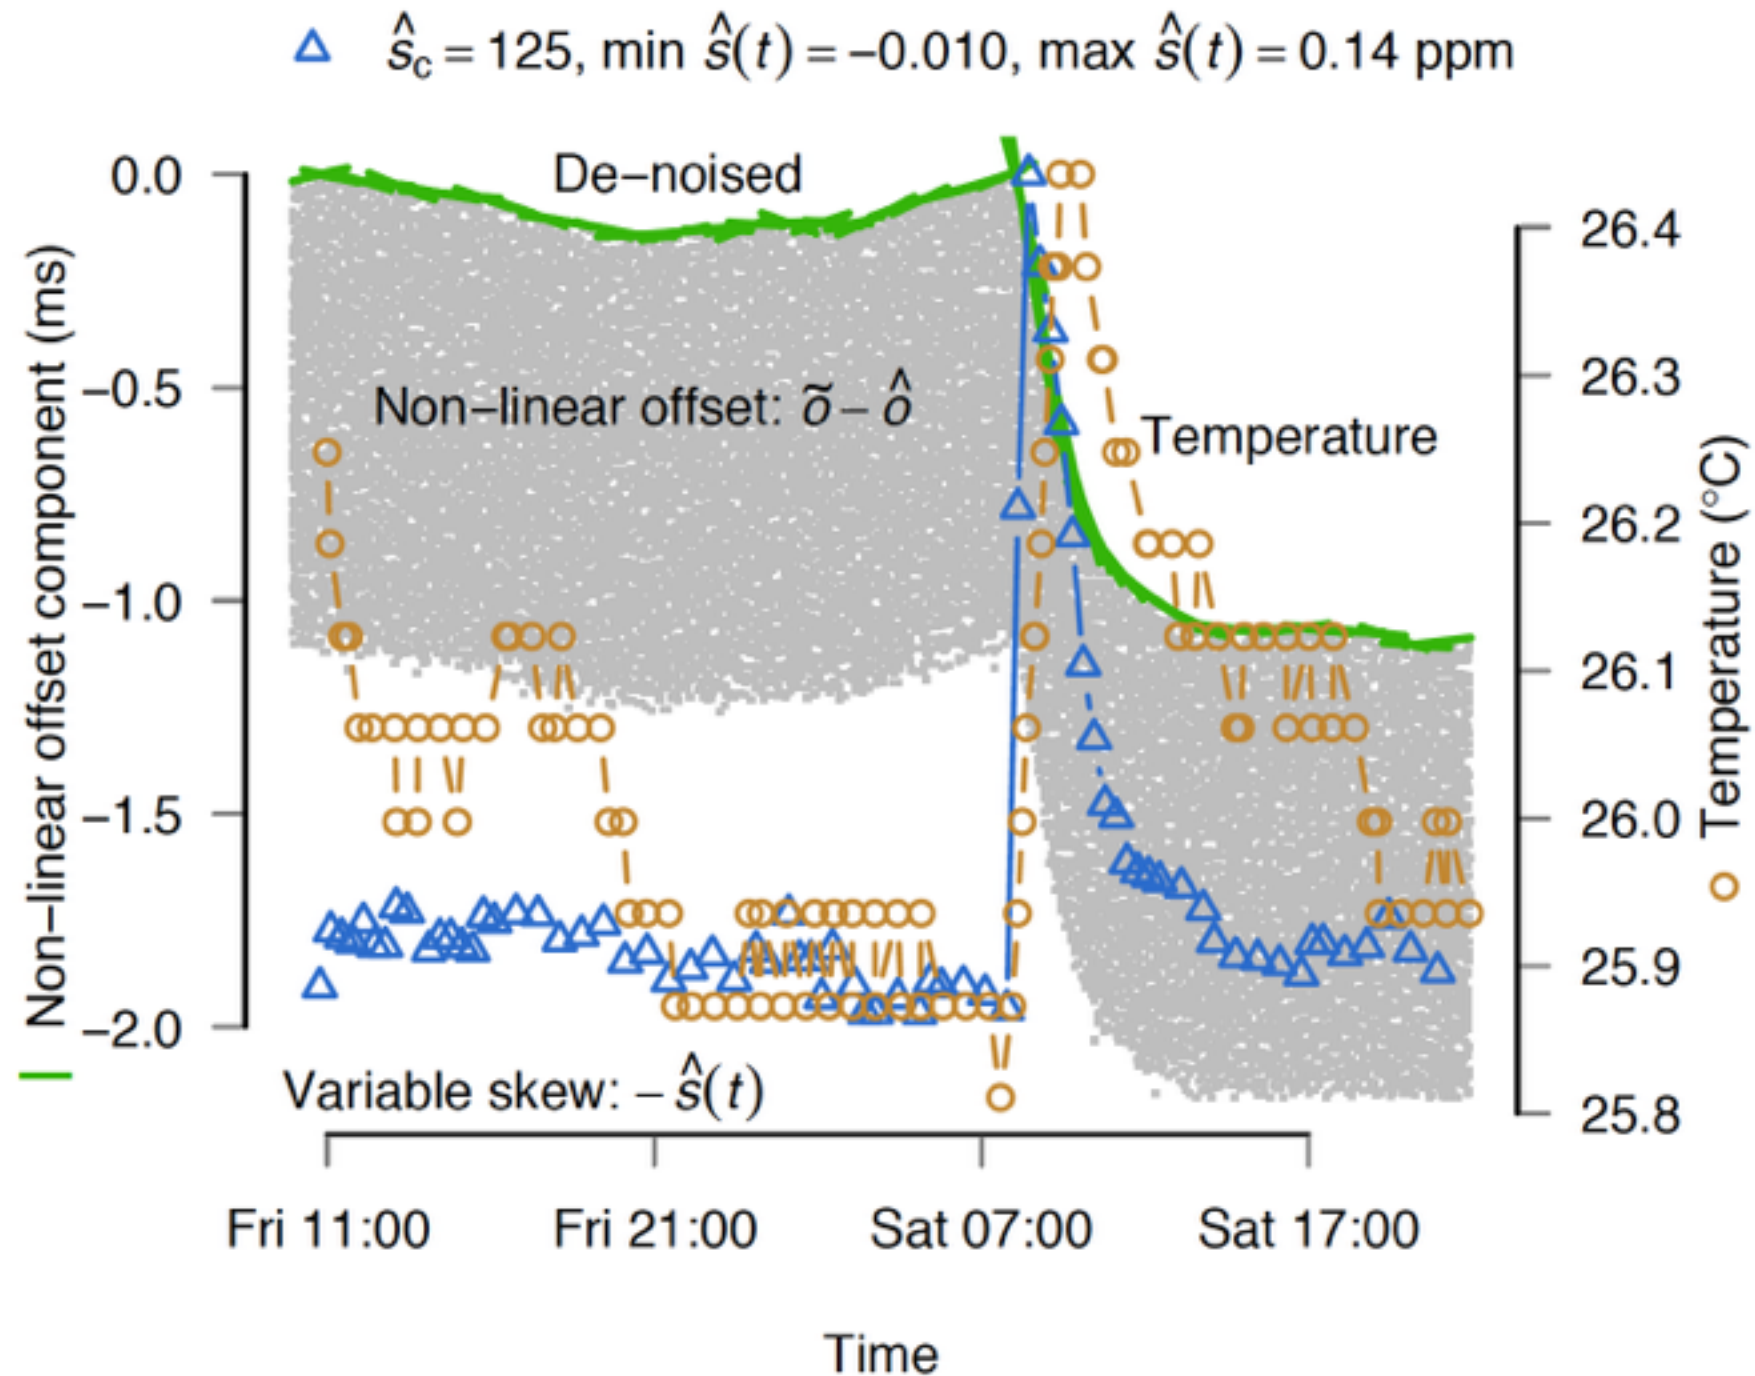 △ ŝc = 125, min ŝ(t) = −0.010, max ŝ(t) = 0.14 ppm
De−noised
Non−linear offset: õ − ô
Temperature
Variable skew: − ŝ(t)
Non−linear offset component (ms)
0.0
−0.5
−1.0
−1.5
−2.0
26.4
26.3
26.2
26.1
26.0
25.9
25.8
Temperature (°C)
Fri 11:00 Fri 21:00 Sat 07:00 Sat 17:00
Time